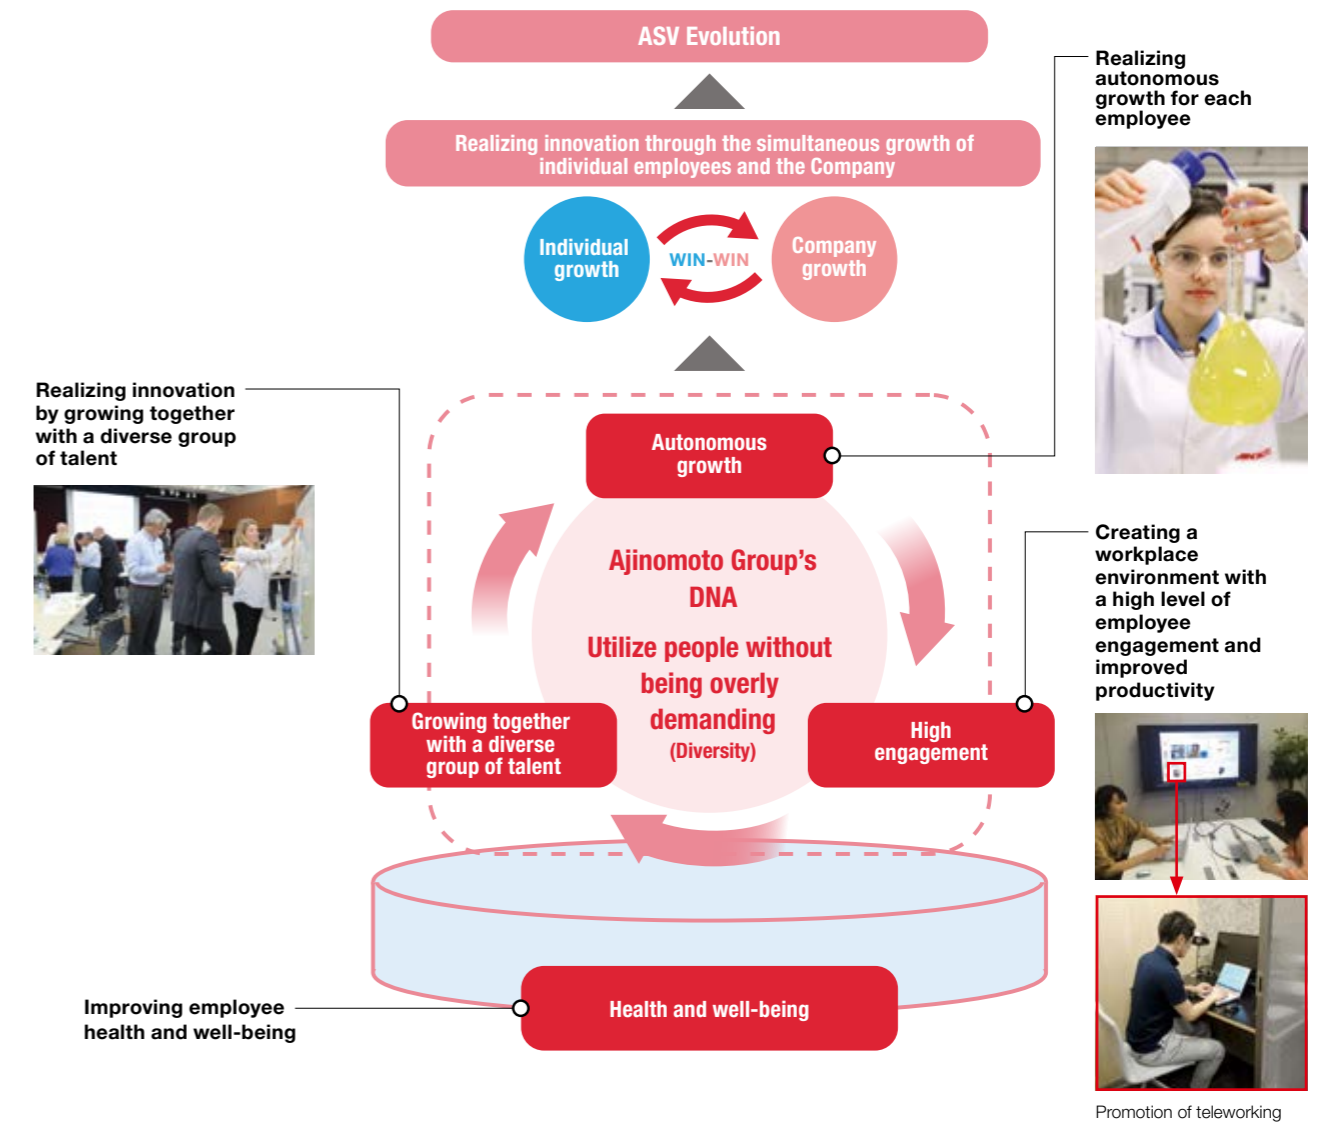 ASV Evolution
Realizing innovation through the simultaneous growth of
individual employees and the Company
Individual
growth
WIN-WIN
Company
growth
Realizing
autonomous
growth for each
employee
Realizing innovation
by growing together
with a diverse group
of talent
Autonomous
growth
Ajinomoto Group’s
DNA
Utilize people without
being overly
demanding
(Diversity)
Growing together
with a diverse
group of talent
High
engagement
Creating a
workplace
environment with
a high level of
employee
engagement and
improved
productivity
Improving employee
health and well-being
Health and well-being
Promotion of teleworking